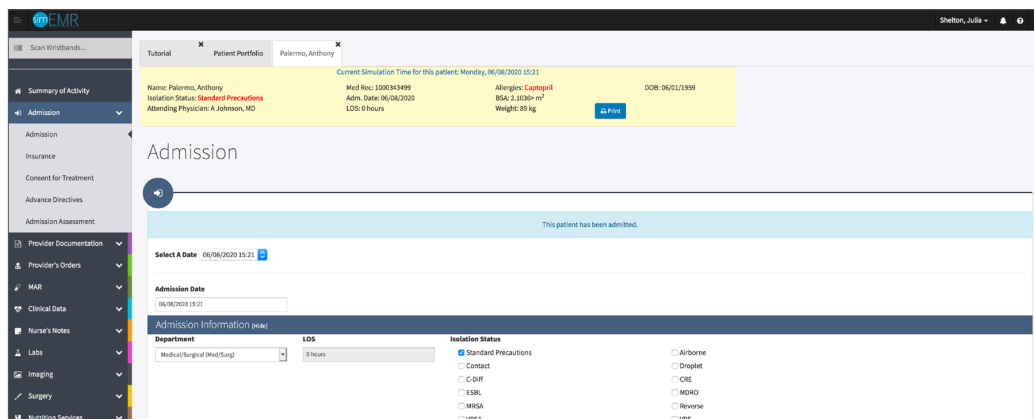 simEMR
Shelton, Julia
Scan Wristbands...
Tutorial
Patient Portfolio
Palermo, Anthony
Current Simulation Time for this patient: Monday, 06/08/2020 15:21
Name: Palermo, Anthony Med Rec: 1000343499 Allergies: Captopril DOB: 06/01/1959
Isolation Status: Standard Precautions Adm. Date: 06/08/2020 BSA: 2.1036> m²
Attending Physician: A Johnson, MD LOS: 0 hours Weight: 89 kg Print
Summary of Activity
Admission
Admission
Insurance
Consent for Treatment
Advance Directives
Admission Assessment
Provider Documentation
Provider's Orders
MAR
Clinical Data
Nurse's Notes
Labs
Imaging
Surgery
Nutrition Services
Admission
This patient has been admitted.
Select A Date 06/08/2020 15:21
Admission Date
06/08/2020 15:21
Admission Information [Hide]
Department LOS Isolation Status
Medical/Surgical (Med/Surg) 0 hours Standard Precautions Airborne
Contact Droplet
C-Diff CRE
ESBL MDRO
MRSA Reverse